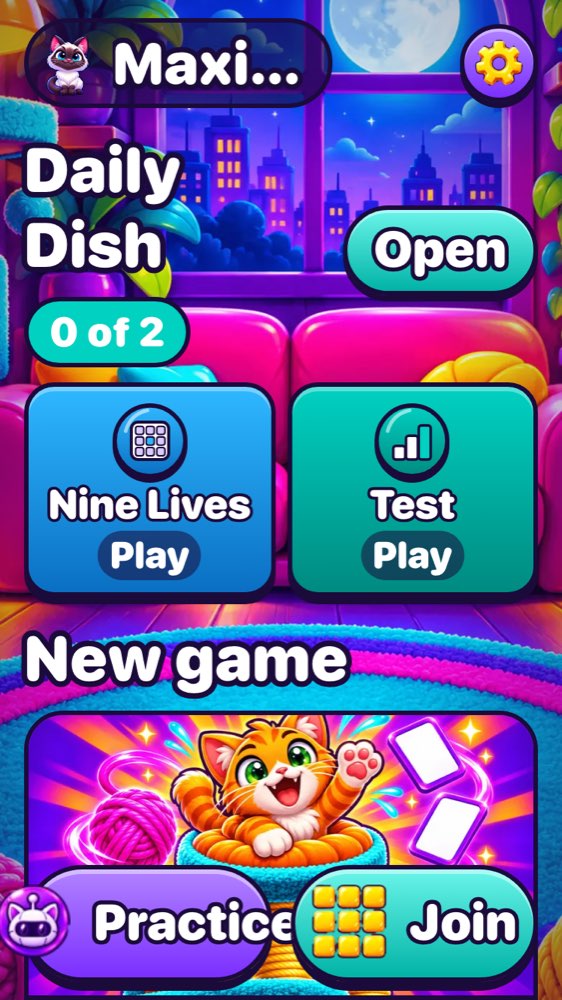 Maxi...
Daily
Dish
Open
0 of 2
Nine Lives
Play
Test
Play
New game
Practice
Join